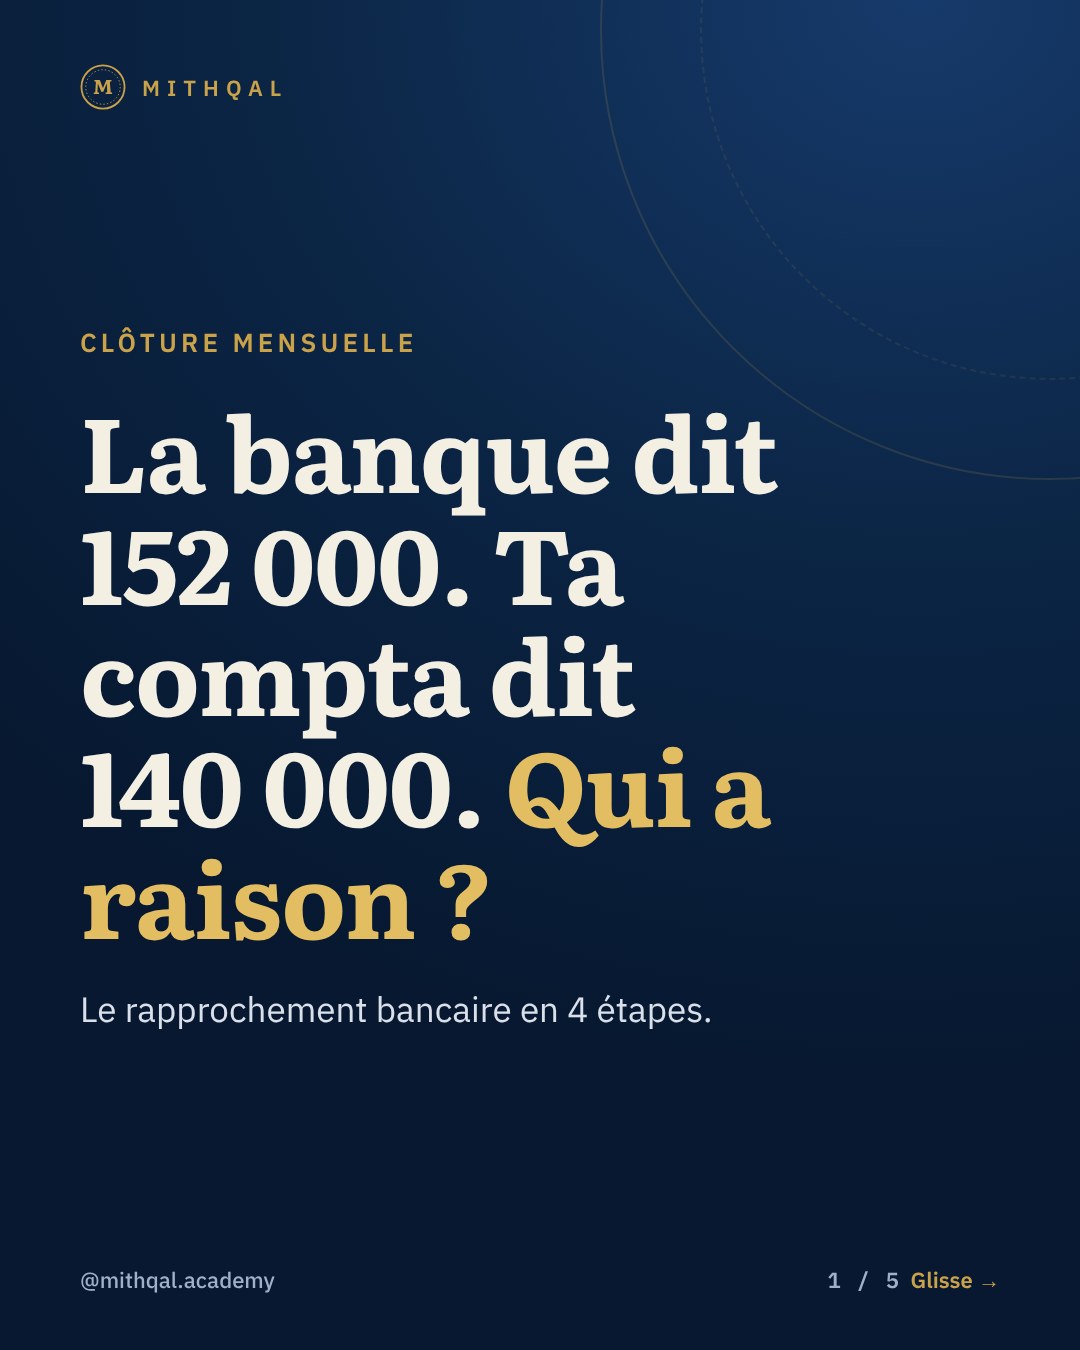 M MITHQAL
CLÔTURE MENSUELLE
La banque dit
152 000. Ta
compta dit
140 000. Qui a
raison ?
Le rapprochement bancaire en 4 étapes.
@mithqal.academy
1 / 5 Glisse →